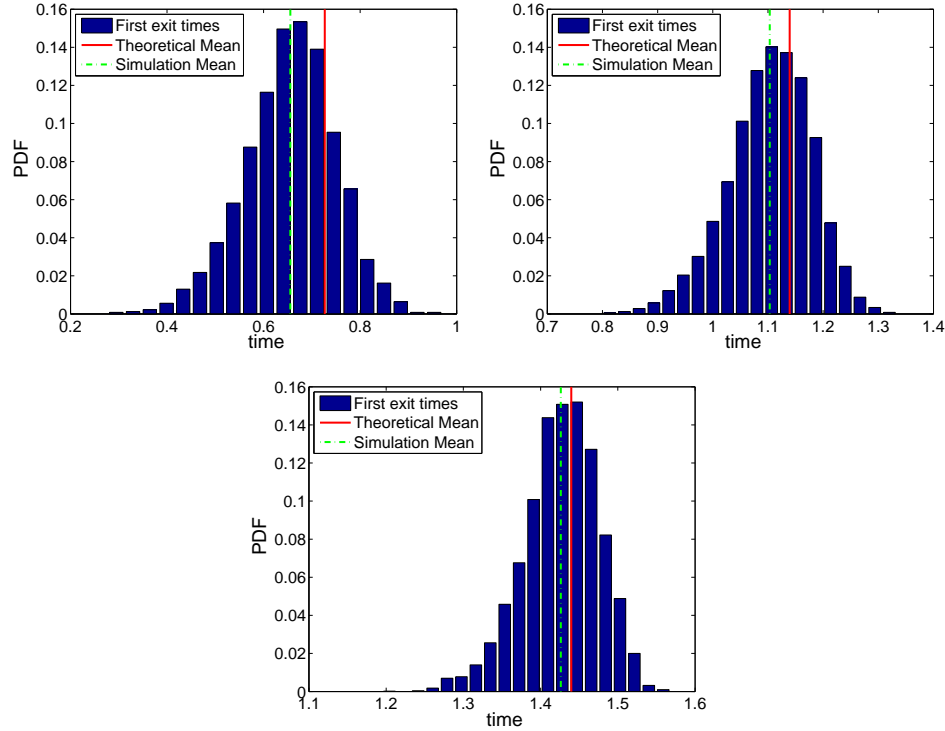 0.16
0.14
0.12
0.1
0.08
0.06
0.04
0.02
0
PDF
First exit times
Theoretical Mean
Simulation Mean
0.2 0.4 0.6 0.8 1
time
0.16
0.14
0.12
0.1
0.08
0.06
0.04
0.02
0
PDF
First exit times
Theoretical Mean
Simulation Mean
0.7 0.8 0.9 1 1.1 1.2 1.3 1.4
time
0.16
0.14
0.12
0.1
0.08
0.06
0.04
0.02
0
PDF
First exit times
Theoretical Mean
Simulation Mean
1.1 1.2 1.3 1.4 1.5 1.6
time